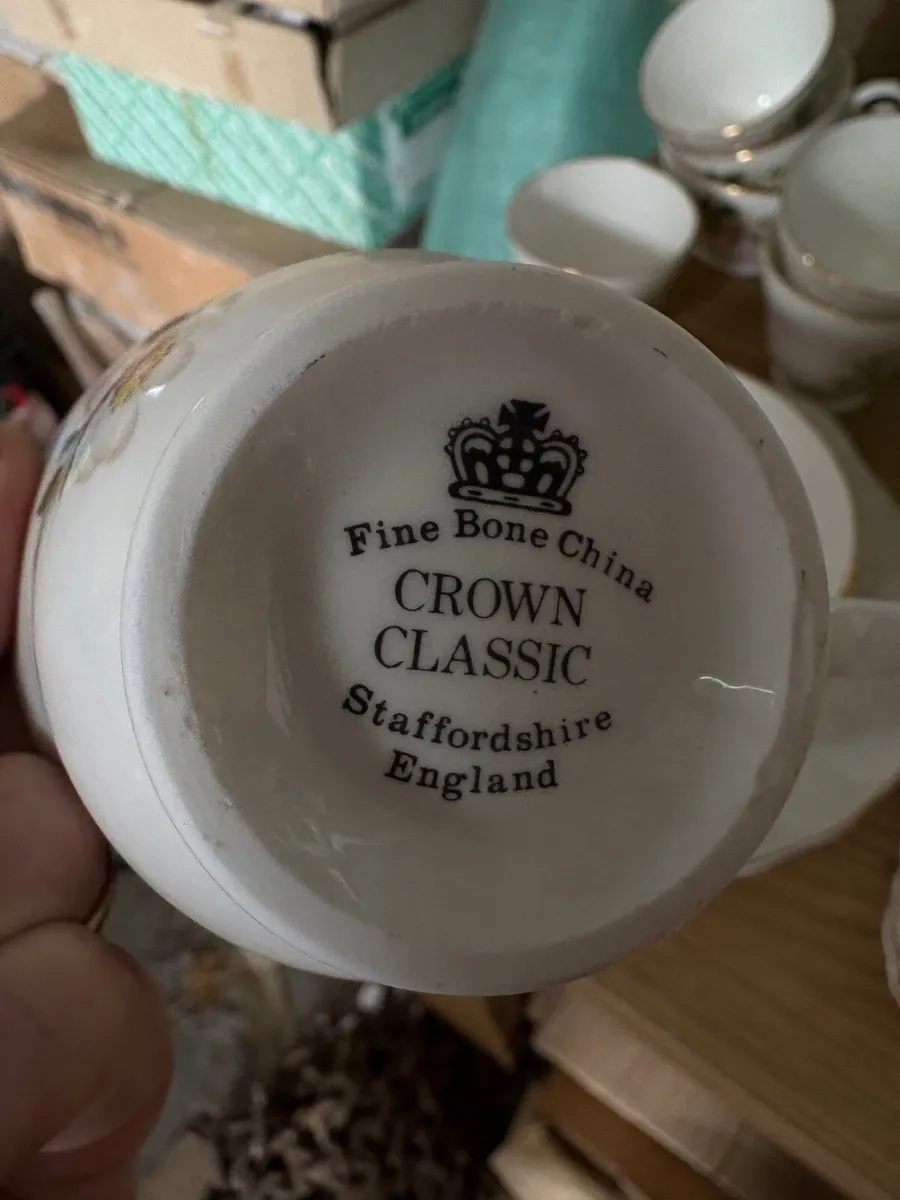 Fine Bone China
CROWN
CLASSIC
Staffordshire
England